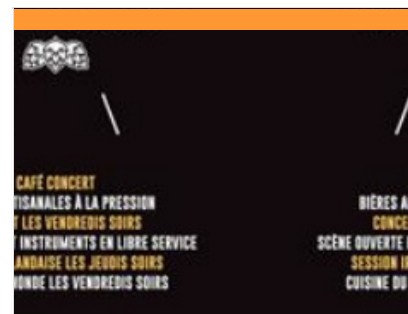 CAFÉ CONCERT
TISANALES À LA PRESSION
T LES VENDREDIS SOIRS
INSTRUMENTS EN LIBRE SERVICE
ANDAISE LES JEUDIS SOIRS
MONDE LES VENDREDIS SOIRS
BIÈRES A
CONCE
SCÈNE OUVERTE
SESSION I
CUISINE DU